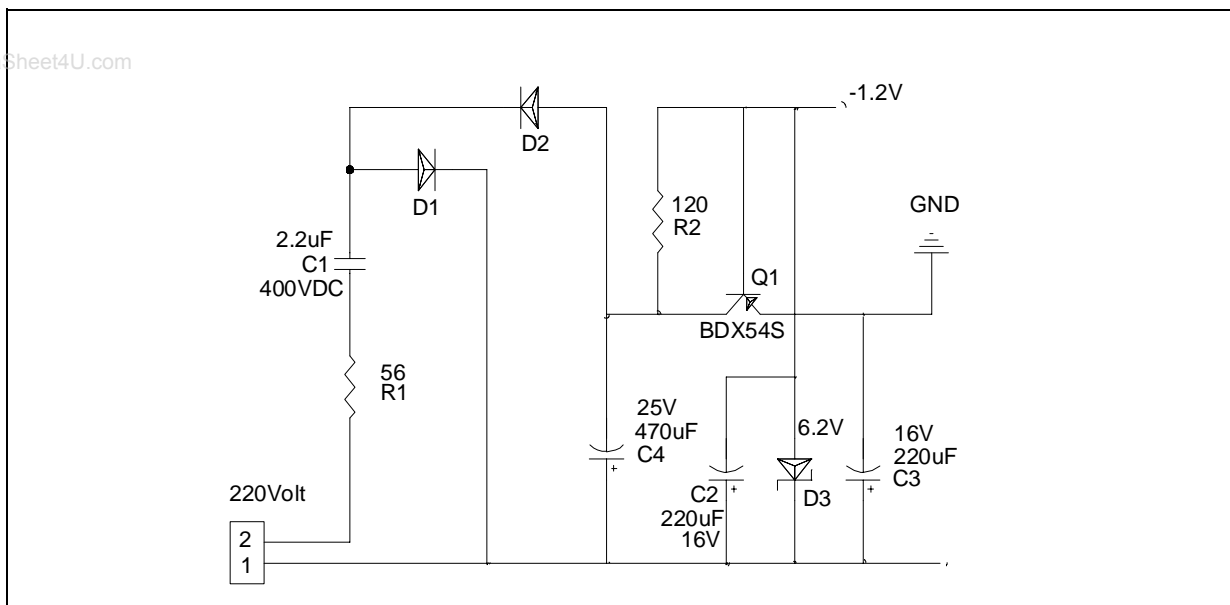 Sheet4U.com
-1.2V
D2
D1
120
R2
GND
2.2uF
C1
400VDC
Q1
BDX54S
56
R1
25V
470uF
C4
6.2V
16V
220uF
C3
+
+
+
C2
220uF
16V
D3
220Volt
2
1